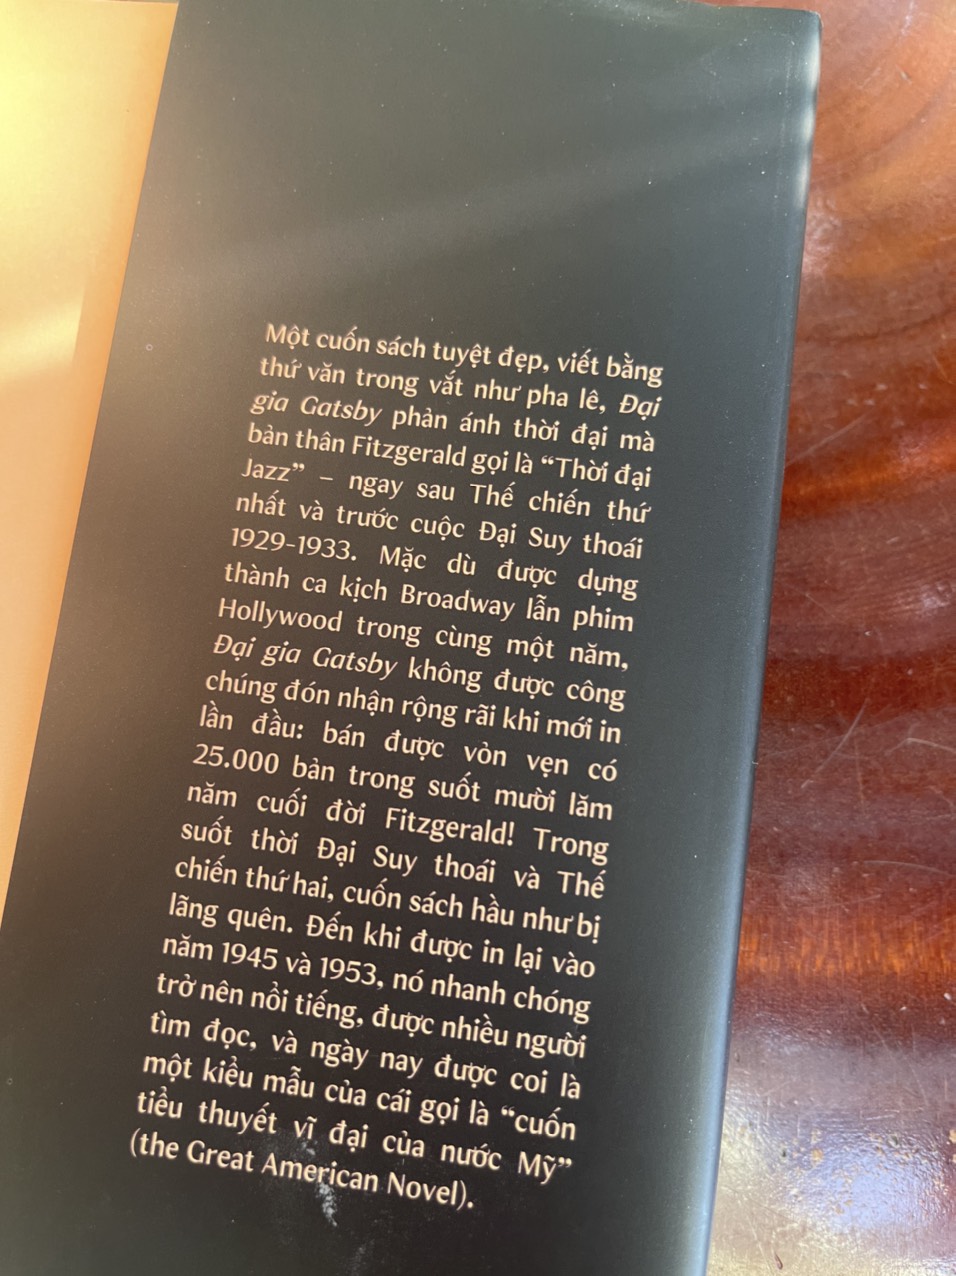 Một cuốn sách tuyệt đẹp, viết bằng
thứ văn trong vắt như pha lê, Đại
gia Gatsby phản ánh thời đại mà
bản thân Fitzgerald gọi là “Thời đại
Jazz” – ngay sau Thế chiến thứ
nhất và trước cuộc Đại Suy thoái
1929-1933. Mặc dù được dựng
thành ca kịch Broadway lẫn phim
Hollywood trong cùng một năm,
Đại gia Gatsby không được công
chúng đón nhận rộng rãi khi mới in
lần đầu: bán được vỏn vẹn có
25.000 bản trong suốt mười lăm
năm cuối đời Fitzgerald! Trong
suốt thời Đại Suy thoái và Thế
chiến thứ hai, cuốn sách hầu như bị
lãng quên. Đến khi được in lại vào
năm 1945 và 1953, nó nhanh chóng
trở nên nổi tiếng, được nhiều người
tìm đọc, và ngày nay được coi là
một kiểu mẫu của cái gọi là “cuốn
tiểu thuyết vĩ đại của nước Mỹ”
(the Great American Novel).